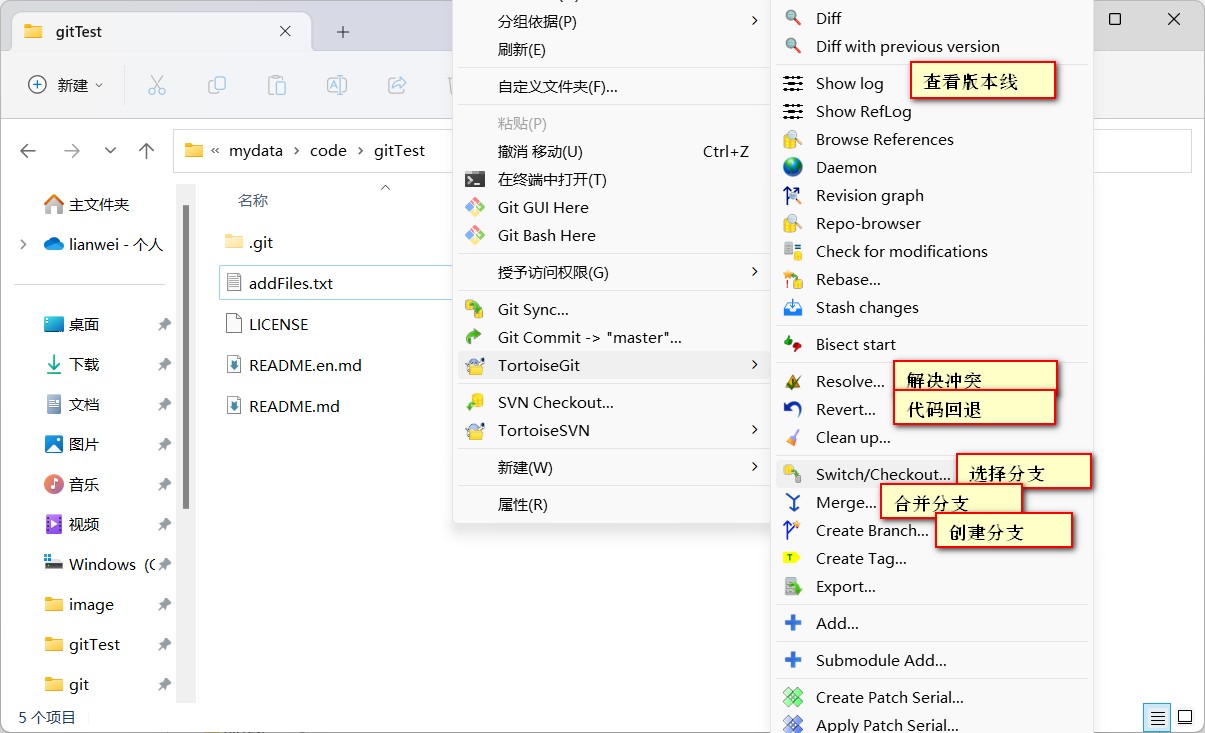 gitTest
新建
« mydata › code › gitTest
主文件夹
lianwei - 个人
桌面
下载
文档
图片
音乐
视频
Windows (C
image
gitTest
git
5 个项目
名称
.git
addFiles.txt
LICENSE
README.en.md
README.md
分组依据(P)
刷新(E)
自定义文件夹(F)...
粘贴(P)
撤消 移动(U) Ctrl+Z
在终端中打开(T)
Git GUI Here
Git Bash Here
授予访问权限(G)
Git Sync...
Git Commit -> "master"...
TortoiseGit
SVN Checkout...
TortoiseSVN
新建(W)
属性(R)
Diff
Diff with previous version
Show log 查看版本线
Show RefLog
Browse References
Daemon
Revision graph
Repo-browser
Check for modifications
Rebase...
Stash changes
Bisect start
Resolve... 解决冲突
Revert... 代码回退
Clean up...
Switch/Checkout... 选择分支
Merge... 合并分支
Create Branch... 创建分支
Create Tag...
Export...
Add...
Submodule Add...
Create Patch Serial...
Apply Patch Serial...